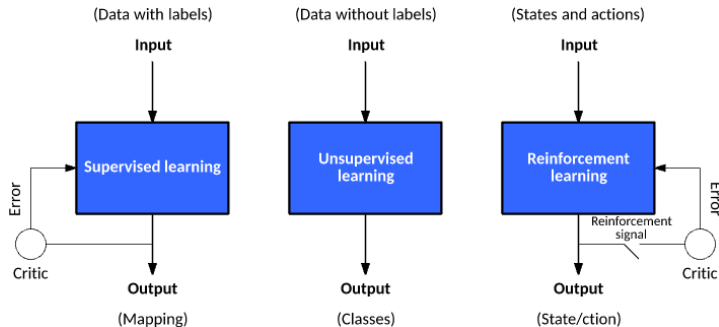 (Data with labels)
Input
Supervised learning
Error
Critic
Output
(Mapping)
(Data without labels)
Input
Unsupervised
learning
Output
(Classes)
(States and actions)
Input
Reinforcement
learning
Error
Reinforcement
signal
Critic
Output
(State/ction)